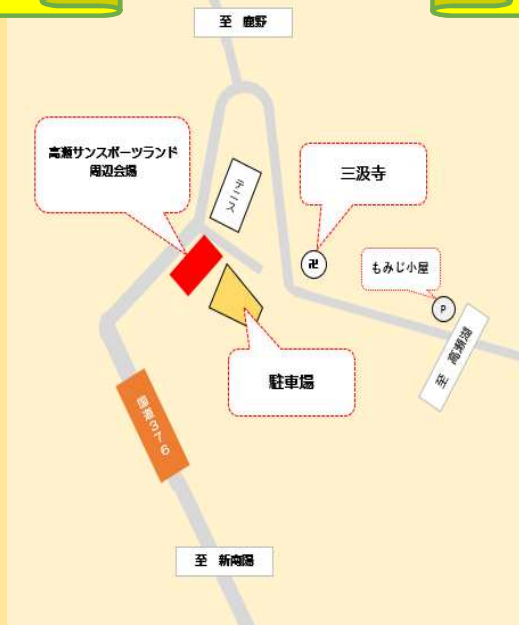 至 鹿野
高瀬サンスポーツランド
周辺会場
テニス
三汲寺
卍
もみじ小屋
P
至 高瀬湖
駐車場
国道376
至 新南陽